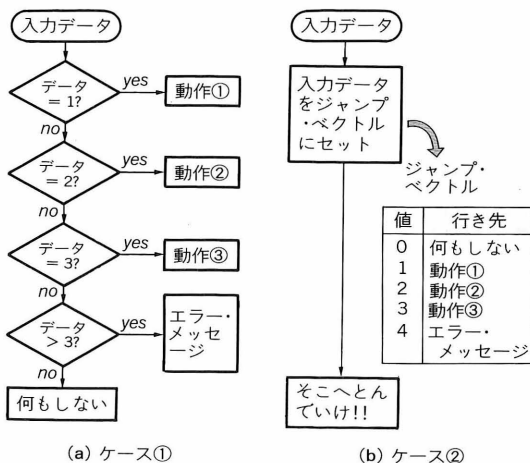 入力データ
データ
= 1?
yes
動作①
no
データ
= 2?
yes
動作②
no
データ
= 3?
yes
動作③
no
データ
> 3?
yes
エラー・
メッセ
ージ
no
何もしない
(a) ケース①
入力データ
入力データ
をジャンプ
・ベクトル
にセット
ジャンプ・
ベクトル
値 行き先
0 何もしない
1 動作①
2 動作②
3 動作③
4 エラー・
メッセージ
そこへとん
でいけ!!
(b) ケース②